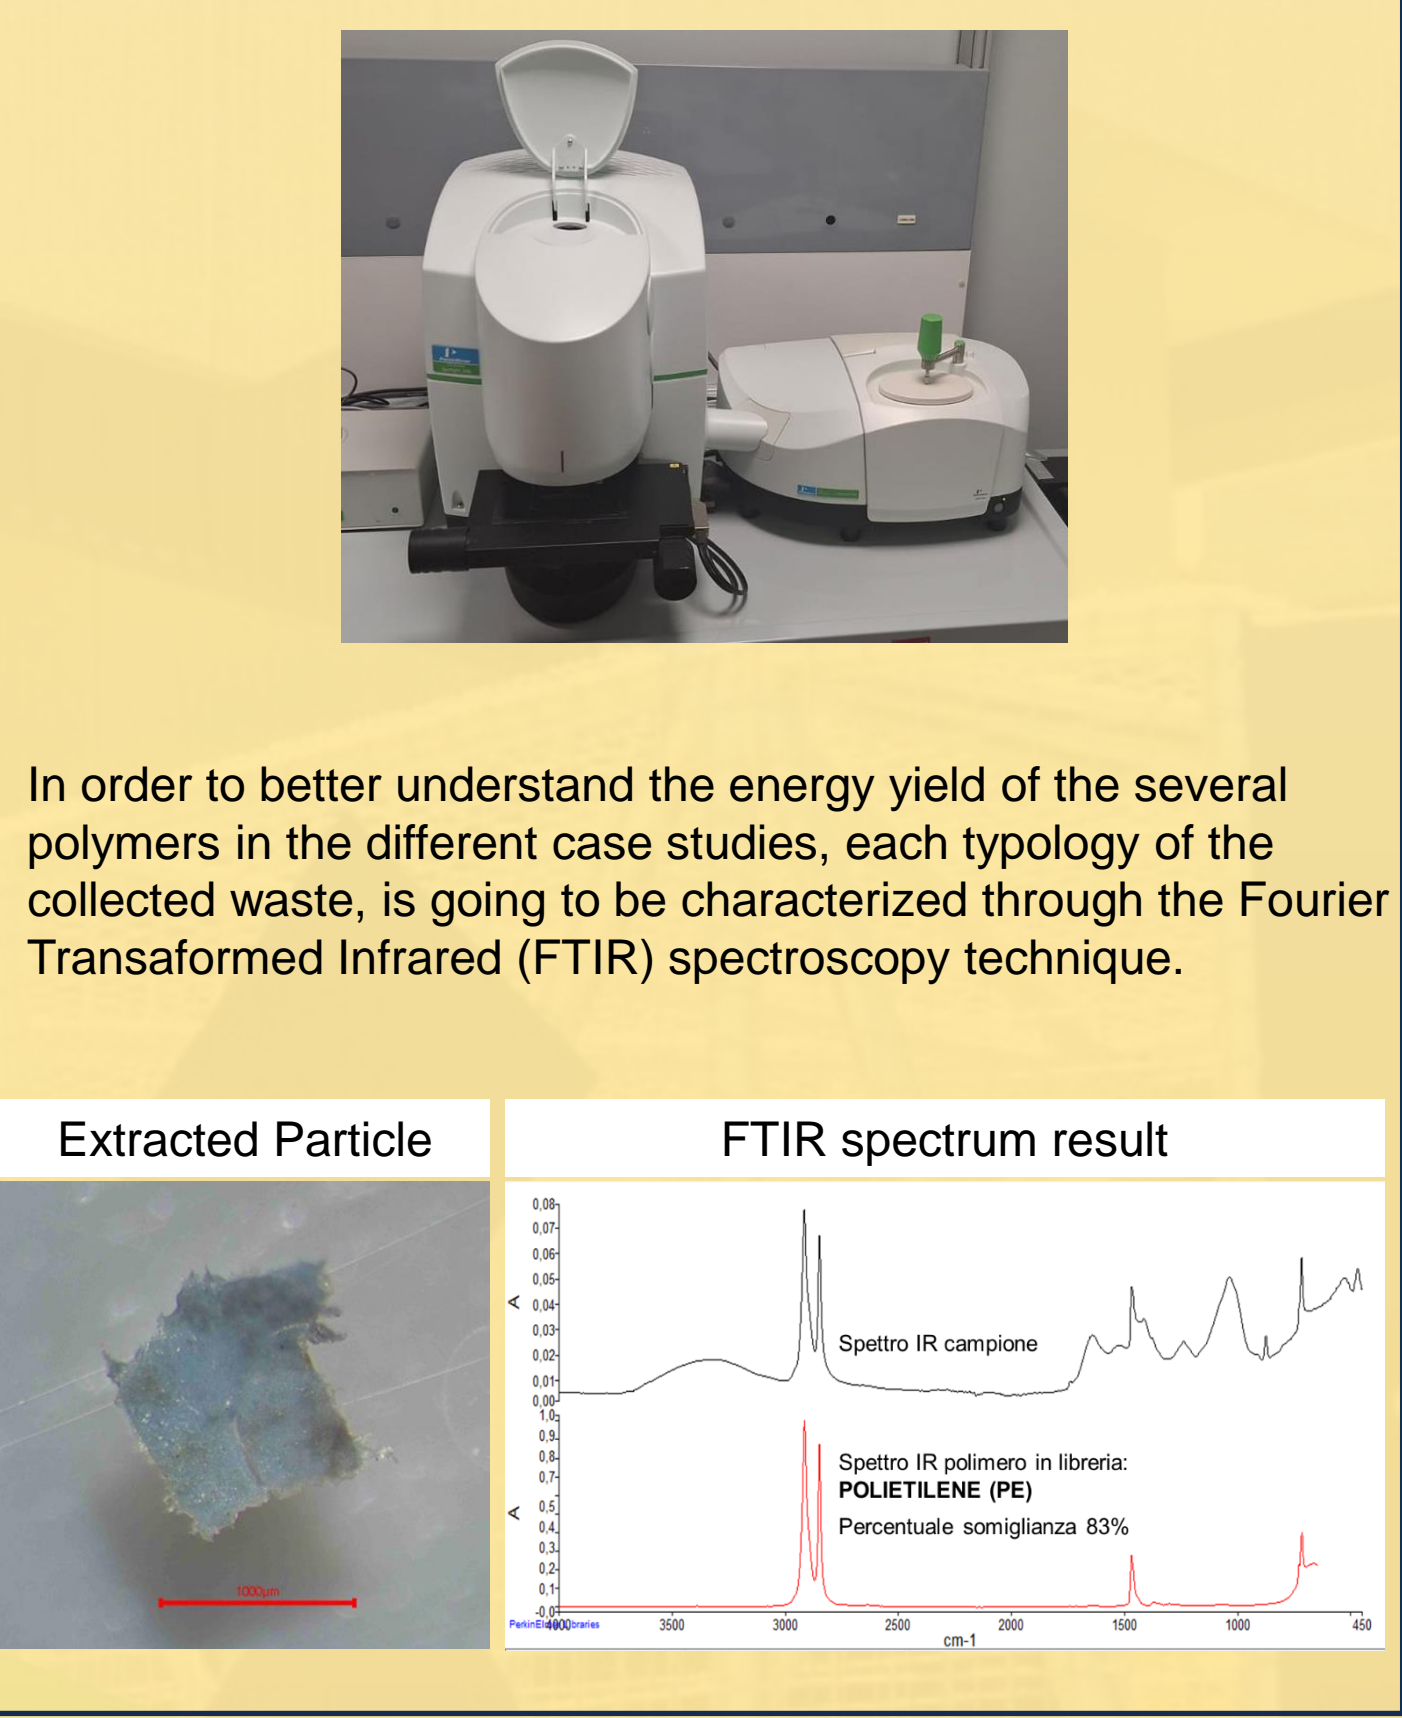 In order to better understand the energy yield of the several
polymers in the different case studies, each typology of the
collected waste, is going to be characterized through the Fourier
Transaformed Infrared (FTIR) spectroscopy technique.
Extracted Particle
FTIR spectrum result
1000µm
0,08
0,07
0,06
0,05
A
0,04
0,03
0,02
0,01
0,00
Spettro IR campione
1,0
0,9
0,8
0,7
0,5
A
0,4
0,3
0,2
0,1
-0,0
Spettro IR polimero in libreria:
POLIETILENE (PE)
Percentuale somiglianza 83%
4000 3500 3000 2500 2000 1500 1000 450
cm-1